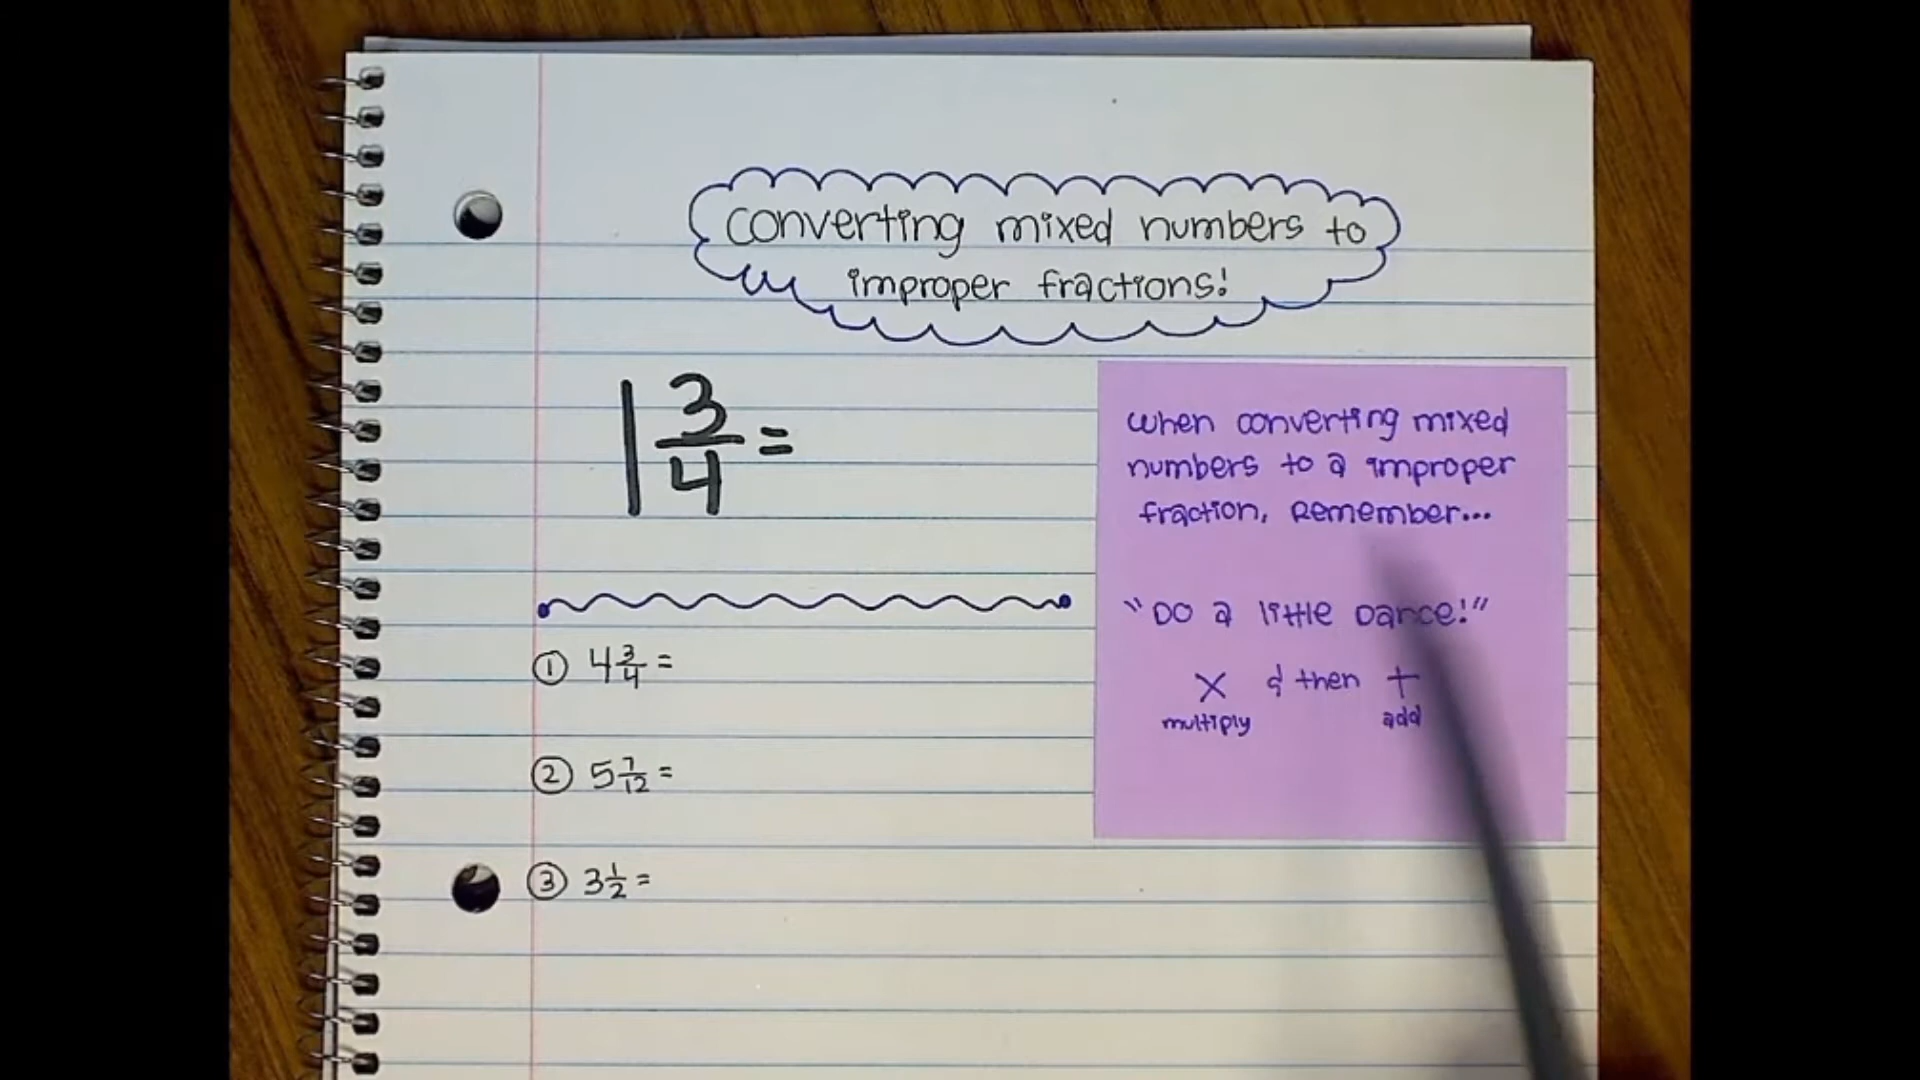 converting mixed numbers to
improper fractions!
1 3/4 =
when converting mixed
numbers to a improper
fraction, Remember...
"DO a little Dance!"
× & then +
multiply add
① 4 3/4 =
② 5 7/12 =
③ 3 1/2 =